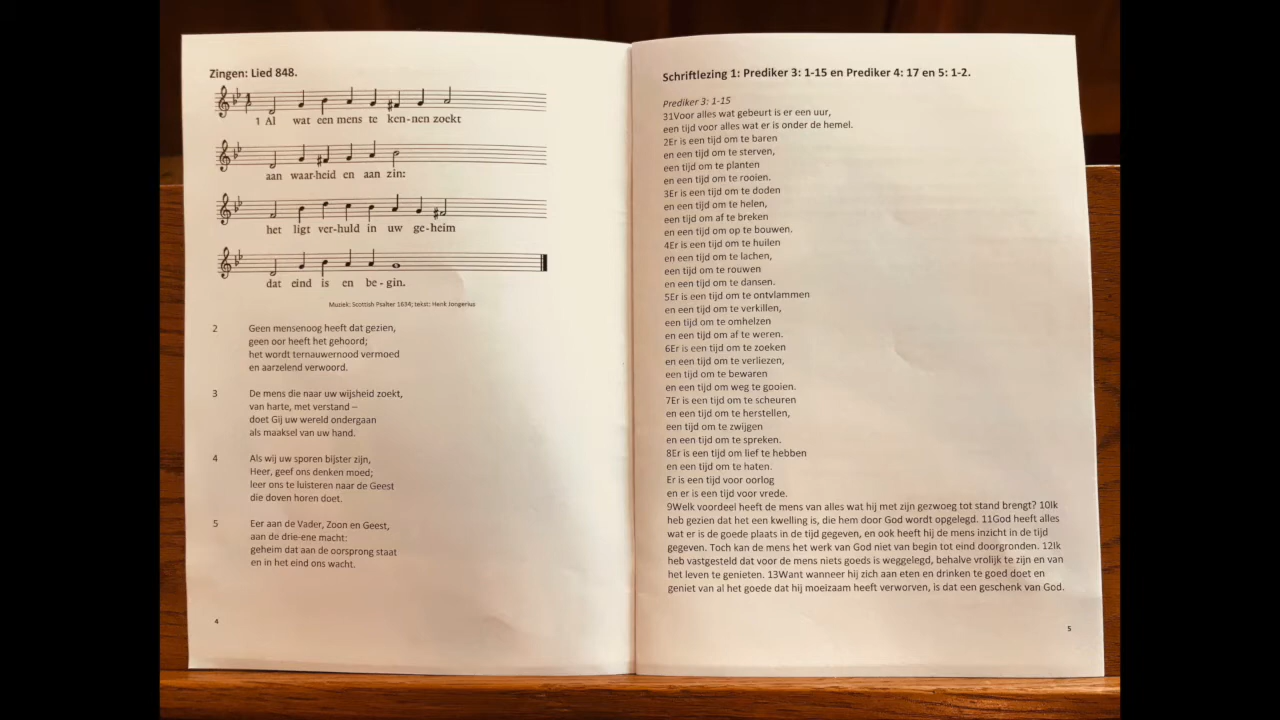 Zingen: Lied 848.
1 Al wat een mens te ken-nen zoekt
aan waar-heid en aan zin:
het ligt ver-huld in uw ge-heim
dat eind is en be-gin.
Muziek: Scottish Psalter 1634; tekst: Henk Jongerius
2 Geen mensenoog heeft dat gezien,
geen oor heeft het gehoord;
het wordt ternauwernood vermoed
en aarzelend verwoord.
3 De mens die naar uw wijsheid zoekt,
van harte, met verstand –
doet Gij uw wereld ondergaan
als maaksel van uw hand.
4 Als wij uw sporen bijster zijn,
Heer, geef ons denken moed;
leer ons te luisteren naar de Geest
die doven horen doet.
5 Eer aan de Vader, Zoon en Geest,
aan de drie-ene macht:
geheim dat aan de oorsprong staat
en in het eind ons wacht.
4
Schriftlezing 1: Prediker 3: 1-15 en Prediker 4: 17 en 5: 1-2.
Prediker 3: 1-15
31Voor alles wat gebeurt is er een uur,
een tijd voor alles wat er is onder de hemel.
2Er is een tijd om te baren
en een tijd om te sterven,
een tijd om te planten
en een tijd om te rooien.
3Er is een tijd om te doden
en een tijd om te helen,
een tijd om af te breken
en een tijd om op te bouwen.
4Er is een tijd om te huilen
en een tijd om te lachen,
een tijd om te rouwen
en een tijd om te dansen.
5Er is een tijd om te ontvlammen
en een tijd om te verkillen,
een tijd om te omhelzen
en een tijd om af te weren.
6Er is een tijd om te zoeken
en een tijd om te verliezen,
een tijd om te bewaren
en een tijd om weg te gooien.
7Er is een tijd om te scheuren
en een tijd om te herstellen,
een tijd om te zwijgen
en een tijd om te spreken.
8Er is een tijd om lief te hebben
en een tijd om te haten.
Er is een tijd voor oorlog
en er is een tijd voor vrede.
9Welk voordeel heeft de mens van alles wat hij met zijn gezwoeg tot stand brengt? 10Ik
heb gezien dat het een kwelling is, die hem door God wordt opgelegd. 11God heeft alles
wat er is de goede plaats in de tijd gegeven, en ook heeft hij de mens inzicht in de tijd
gegeven. Toch kan de mens het werk van God niet van begin tot eind doorgronden. 12Ik
heb vastgesteld dat voor de mens niets goeds is weggelegd, behalve vrolijk te zijn en van
het leven te genieten. 13Want wanneer hij zich aan eten en drinken te goed doet en
geniet van al het goede dat hij moeizaam heeft verworven, is dat een geschenk van God.
5